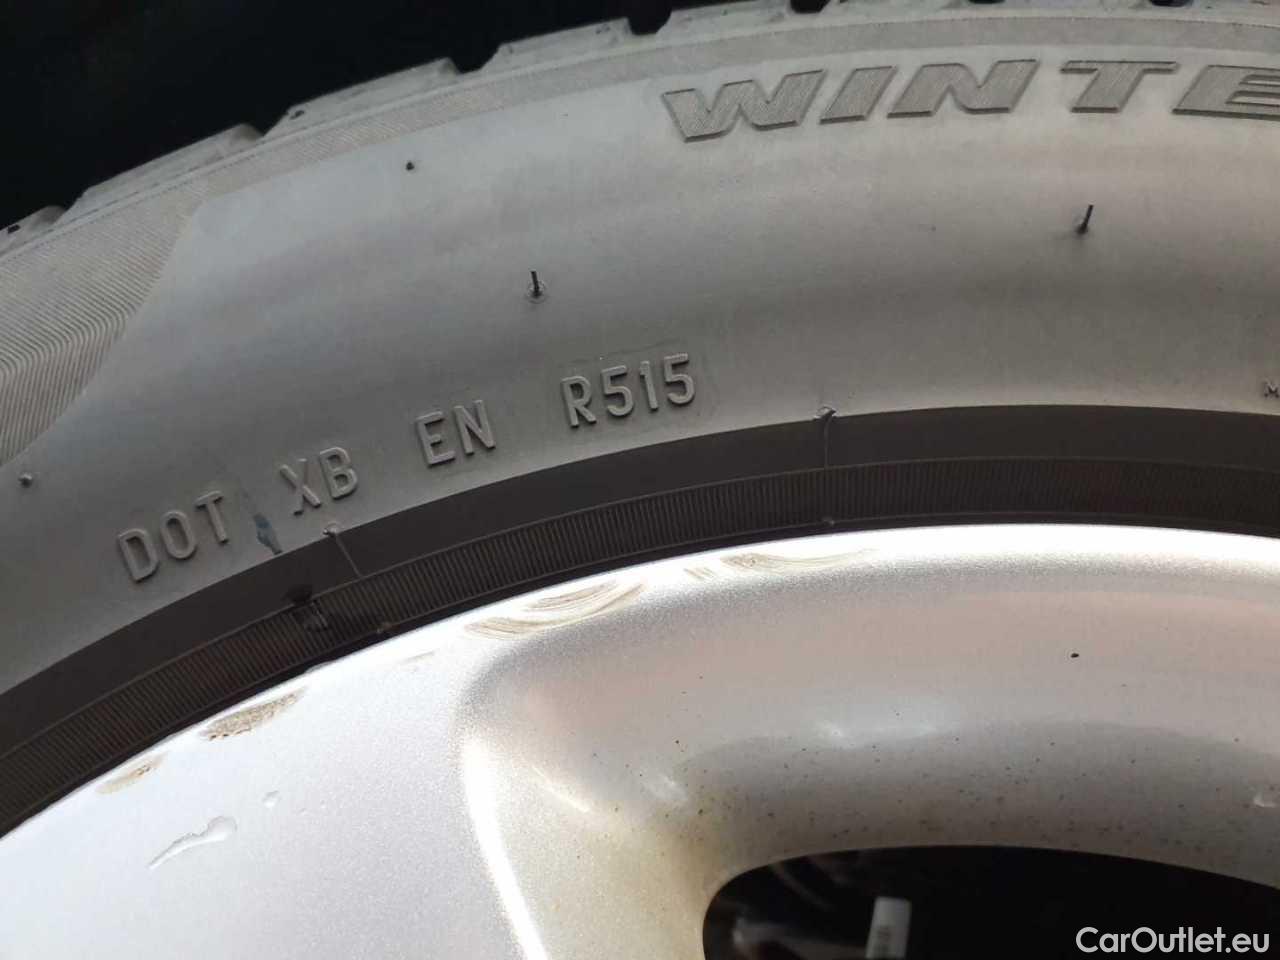 WINTE
DOT XB EN R515
M
CarOutlet.eu